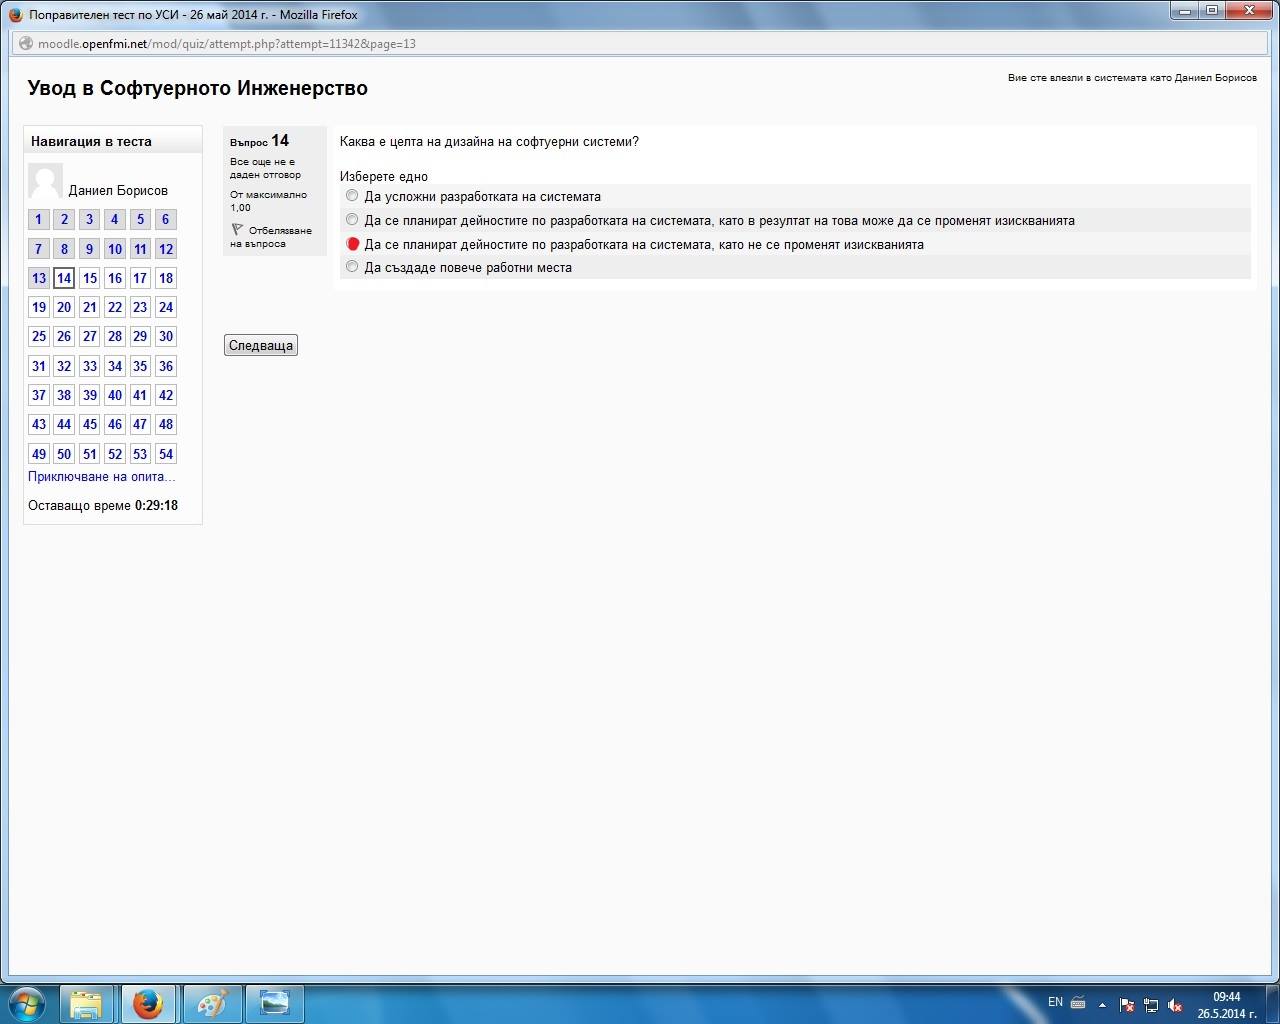 Поправителен тест по УСИ - 26 май 2014 г. - Mozilla Firefox
moodle.openfmi.net/mod/quiz/attempt.php?attempt=11342&page=13
Вие сте влезли в системата като Даниел Борисов
Увод в Софтуерното Инженерство
Навигация в теста
Даниел Борисов
1 2 3 4 5 6
7 8 9 10 11 12
13 14 15 16 17 18
19 20 21 22 23 24
25 26 27 28 29 30
31 32 33 34 35 36
37 38 39 40 41 42
43 44 45 46 47 48
49 50 51 52 53 54
Приключване на опита...
Оставащо време 0:29:18
Въпрос 14
Все още не е
даден отговор
От максимално
1,00
Отбелязване
на въпроса
Каква е целта на дизайна на софтуерни системи?
Изберете едно
Да усложни разработката на системата
Да се планират дейностите по разработката на системата, като в резултат на това може да се променят изискванията
Да се планират дейностите по разработката на системата, като не се променят изискванията
Да създаде повече работни места
Следваща
EN
09:44
26.5.2014 г.